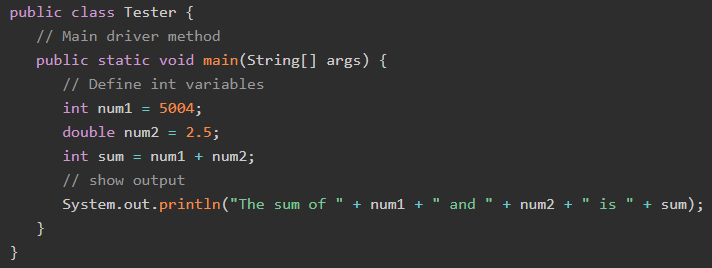 public class Tester {
   // Main driver method
   public static void main(String[] args) {
      // Define int variables
      int num1 = 5004;
      double num2 = 2.5;
      int sum = num1 + num2;
      // show output
      System.out.println("The sum of " + num1 + " and " + num2 + " is " + sum);
   }
}